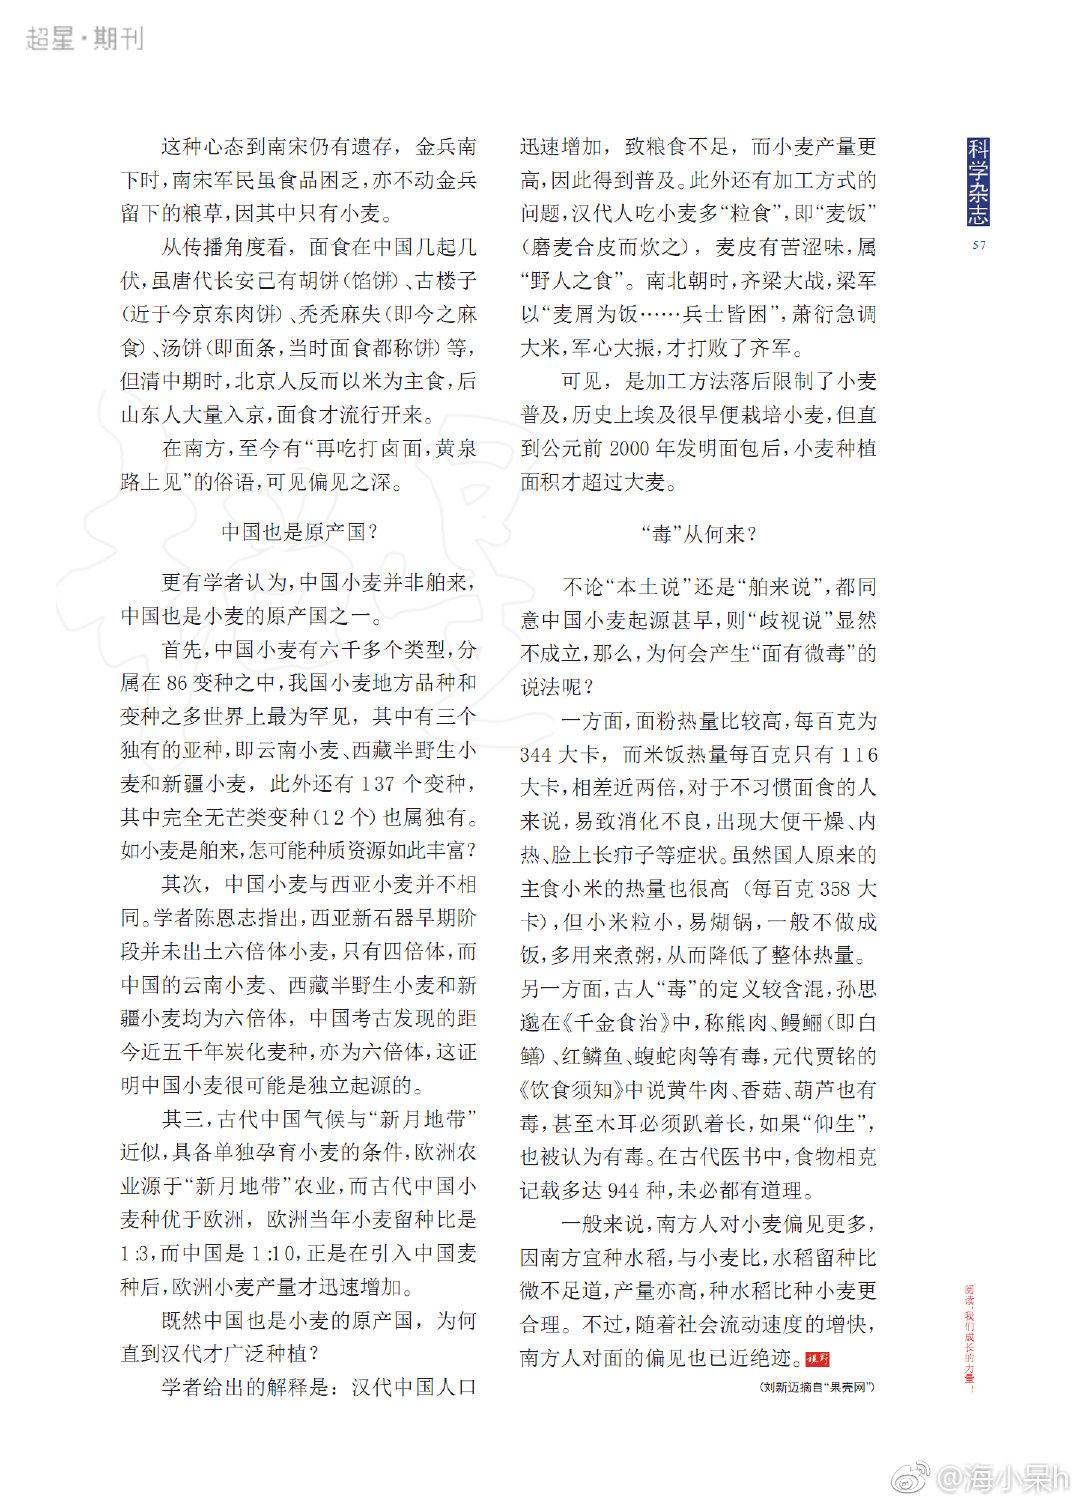 超星·期刊
这种心态到南宋仍有遗存，金兵南
下时，南宋军民虽食品困乏，亦不动金兵
留下的粮草，因其中只有小麦。
从传播角度看，面食在中国几起几
伏，虽唐代长安已有胡饼（馅饼）、古楼子
（近于今京东肉饼）、秃秃麻失（即今之麻
食）、汤饼（即面条，当时面食都称饼）等，
但清中期时，北京人反而以米为主食，后
山东人大量入京，面食才流行开来。
在南方，至今有“再吃打卤面，黄泉
路上见”的俗语，可见偏见之深。
中国也是原产国？
更有学者认为，中国小麦并非舶来，
中国也是小麦的原产国之一。
首先，中国小麦有六千多个类型，分
属在86变种之中，我国小麦地方品种和
变种之多世界上最为罕见，其中有三个
独有的亚种，即云南小麦、西藏半野生小
麦和新疆小麦，此外还有137个变种，
其中完全无芒类变种（12个）也属独有。
如小麦是舶来，怎可能种质资源如此丰富？
其次，中国小麦与西亚小麦并不相
同。学者陈恩志指出，西亚新石器早期阶
段并未出土六倍体小麦，只有四倍体，而
中国的云南小麦、西藏半野生小麦和新
疆小麦均为六倍体，中国考古发现的距
今近五千年炭化麦种，亦为六倍体，这证
明中国小麦很可能是独立起源的。
其三，古代中国气候与“新月地带”
近似，具备单独孕育小麦的条件，欧洲农
业源于“新月地带”农业，而古代中国小
麦种优于欧洲，欧洲当年小麦留种比是
1:3，而中国是1:10，正是在引入中国麦
种后，欧洲小麦产量才迅速增加。
既然中国也是小麦的原产国，为何
直到汉代才广泛种植？
学者给出的解释是：汉代中国人口
迅速增加，致粮食不足，而小麦产量更
高，因此得到普及。此外还有加工方式的
问题，汉代人吃小麦多“粒食”，即“麦饭”
（磨麦合皮而炊之），麦皮有苦涩味，属
“野人之食”。南北朝时，齐梁大战，梁军
以“麦屑为饭……兵士皆困”，萧衍急调
大米，军心大振，才打败了齐军。
可见，是加工方法落后限制了小麦
普及，历史上埃及很早便栽培小麦，但直
到公元前2000年发明面包后，小麦种植
面积才超过大麦。
“毒”从何来？
不论“本土说”还是“舶来说”，都同
意中国小麦起源甚早，则“歧视说”显然
不成立，那么，为何会产生“面有微毒”的
说法呢？
一方面，面粉热量比较高，每百克为
344大卡，而米饭热量每百克只有116
大卡，相差近两倍，对于不习惯面食的人
来说，易致消化不良，出现大便干燥、内
热、脸上长疖子等症状。虽然国人原来的
主食小米的热量也很高（每百克358大
卡），但小米粒小，易煳锅，一般不做成
饭，多用来煮粥，从而降低了整体热量。
另一方面，古人“毒”的定义较含混，孙思
邈在《千金食治》中，称熊肉、鳗鲡（即白
鳝）、红鳞鱼、蝮蛇肉等有毒，元代贾铭的
《饮食须知》中说黄牛肉、香菇、葫芦也有
毒，甚至木耳必须趴着长，如果“仰生”，
也被认为有毒。在古代医书中，食物相克
记载多达944种，未必都有道理。
一般来说，南方人对小麦偏见更多，
因南方宜种水稻，与小麦比，水稻留种比
微不足道，产量亦高，种水稻比种小麦更
合理。不过，随着社会流动速度的增快，
南方人对面的偏见也已近绝迹。视野
（刘新迈摘自“果壳网”）
科学杂志
57
阅读，我们成长的力量！
@海小呆h